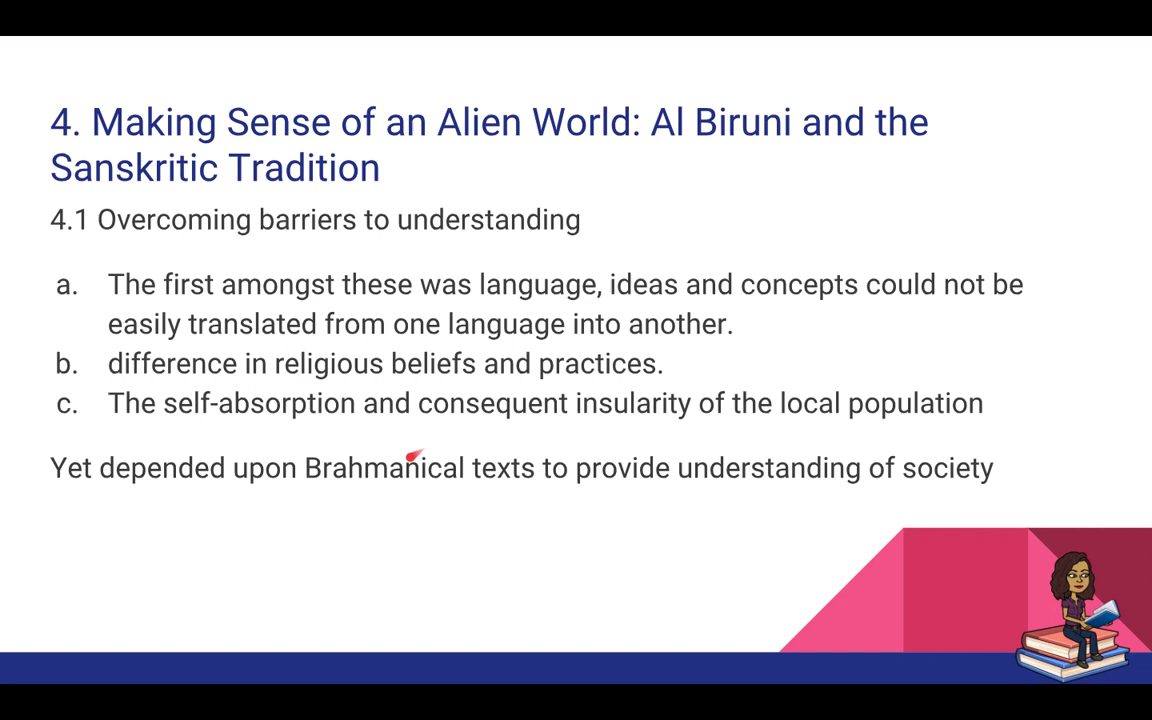 4. Making Sense of an Alien World: Al Biruni and the
Sanskritic Tradition
4.1 Overcoming barriers to understanding
a. The first amongst these was language, ideas and concepts could not be
easily translated from one language into another.
b. difference in religious beliefs and practices.
c. The self-absorption and consequent insularity of the local population
Yet depended upon Brahmanical texts to provide understanding of society